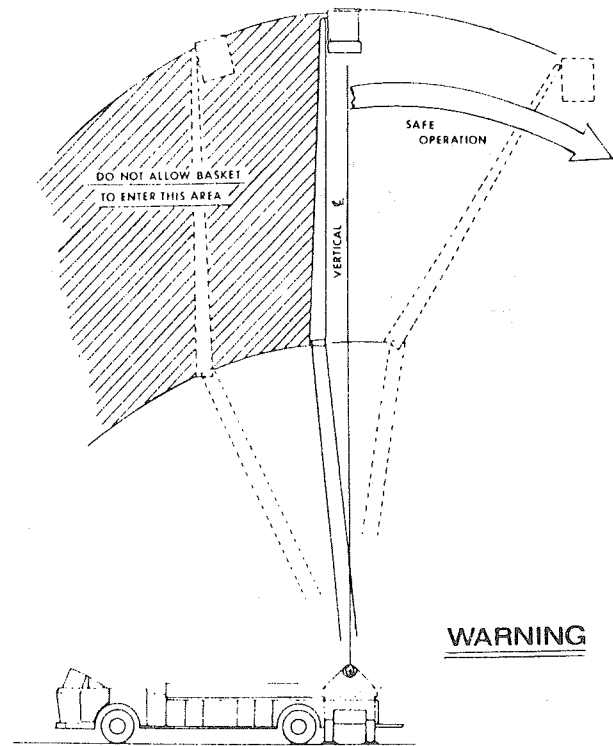 SAFE
OPERATION
DO NOT ALLOW BASKET
TO ENTER THIS AREA
VERTICAL ℄
WARNING